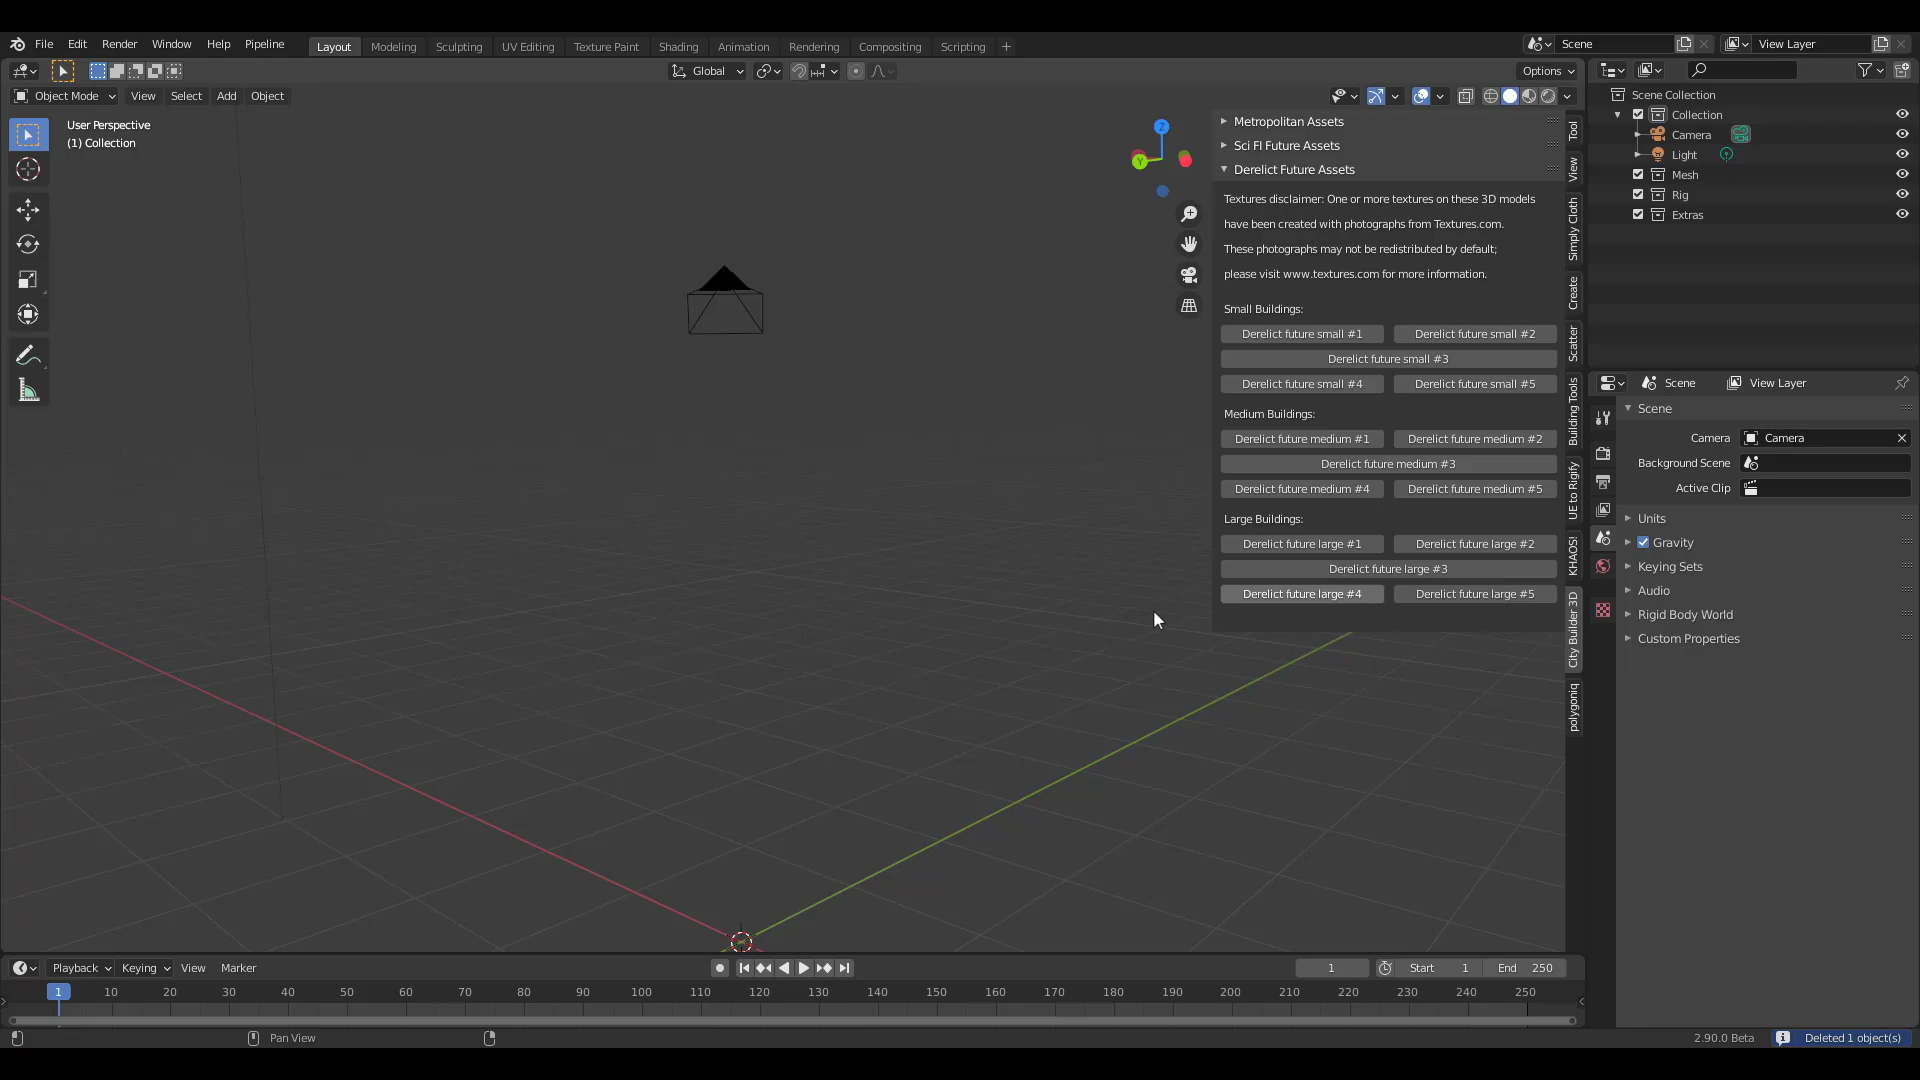 File Edit Render Window Help Pipeline Layout Modeling Sculpting UV Editing Texture Paint Shading Animation Rendering Compositing Scripting + Scene View Layer
Global Options
Object Mode View Select Add Object
User Perspective
(1) Collection
Z
Y
Metropolitan Assets
Sci FI Future Assets
Derelict Future Assets
Textures disclaimer: One or more textures on these 3D models
have been created with photographs from Textures.com.
These photographs may not be redistributed by default;
please visit www.textures.com for more information.
Small Buildings:
Derelict future small #1 Derelict future small #2
Derelict future small #3
Derelict future small #4 Derelict future small #5
Medium Buildings:
Derelict future medium #1 Derelict future medium #2
Derelict future medium #3
Derelict future medium #4 Derelict future medium #5
Large Buildings:
Derelict future large #1 Derelict future large #2
Derelict future large #3
Derelict future large #4 Derelict future large #5
Tool
View
Simply Cloth
Create
Scatter
Building Tools
UE to Rigify
KHAOS!
City Builder 3D
polygoniq
Scene Collection
Collection
Camera
Light
Mesh
Rig
Extras
Scene View Layer
Scene
Camera Camera
Background Scene
Active Clip
Units
Gravity
Keying Sets
Audio
Rigid Body World
Custom Properties
Playback Keying View Marker 1 Start 1 End 250
1 10 20 30 40 50 60 70 80 90 100 110 120 130 140 150 160 170 180 190 200 210 220 230 240 250
Pan View 2.90.0 Beta Deleted 1 object(s)